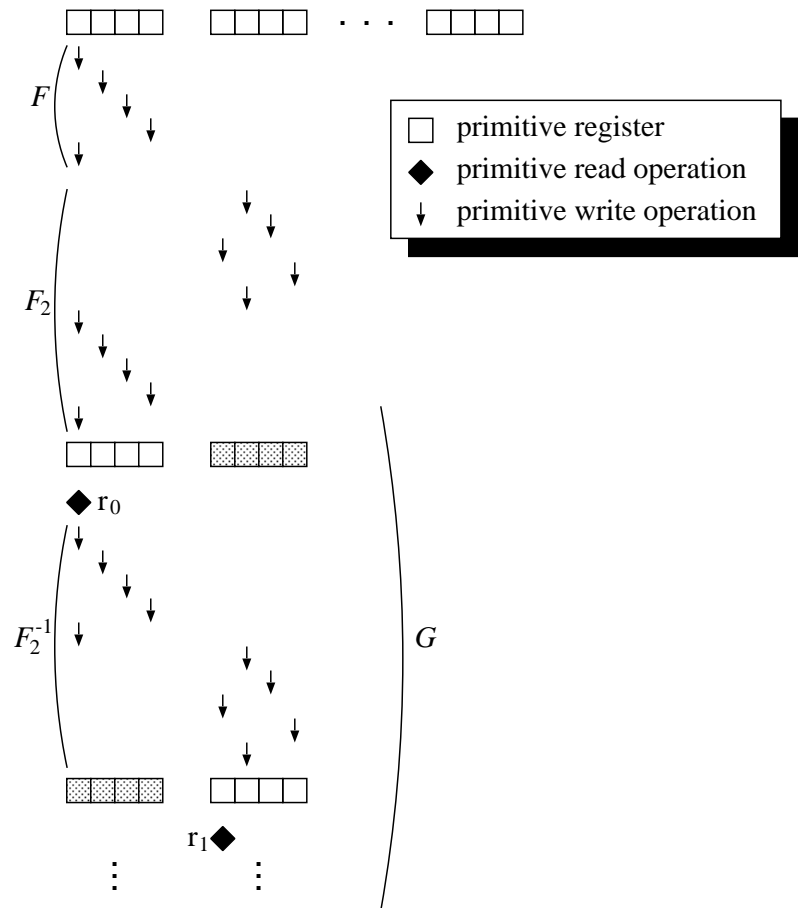 . . .
F
primitive register
primitive read operation
primitive write operation
F₂
r₀
F₂⁻¹
G
r₁
⋮ ⋮